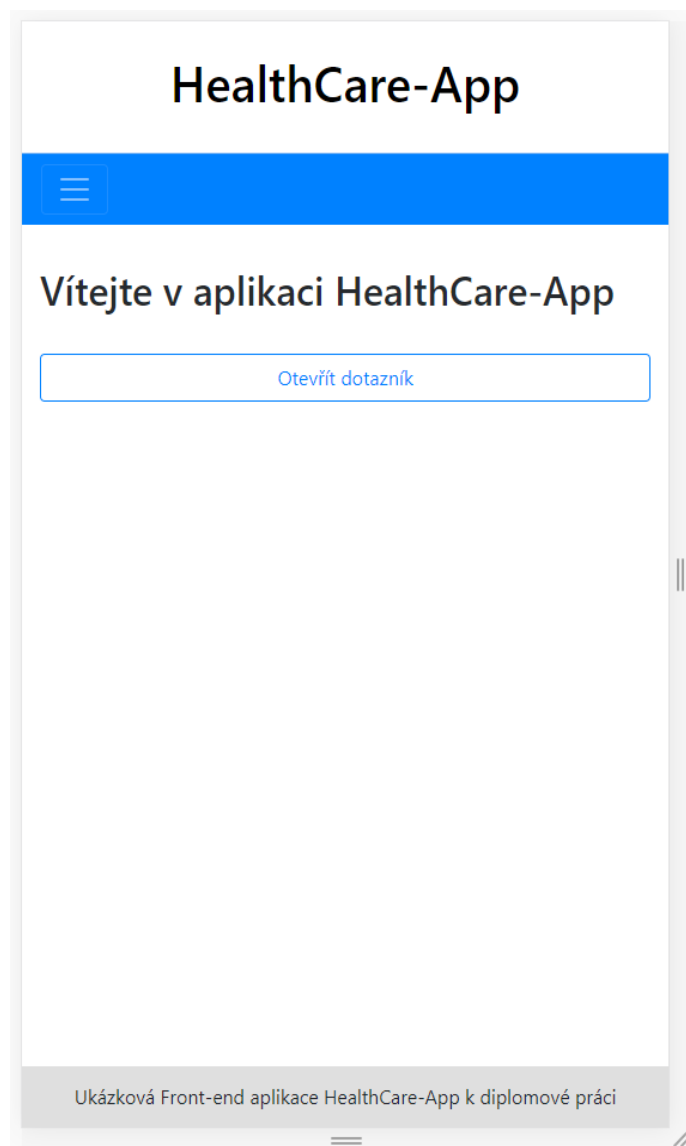 HealthCare-App
Vítejte v aplikaci HealthCare-App
Otevřít dotazník
Ukázková Front-end aplikace HealthCare-App k diplomové práci